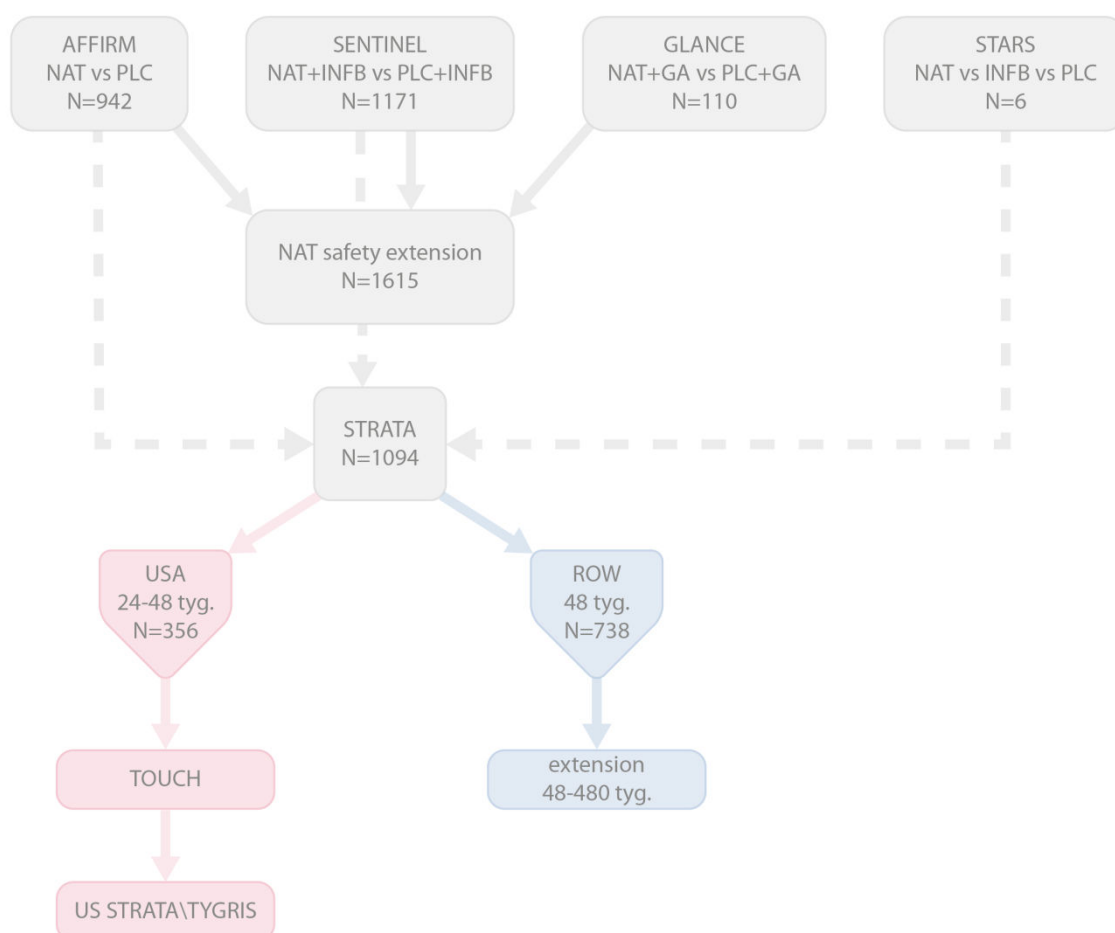 AFFIRM
NAT vs PLC
N=942
SENTINEL
NAT+INFB vs PLC+INFB
N=1171
GLANCE
NAT+GA vs PLC+GA
N=110
STARS
NAT vs INFB vs PLC
N=6
NAT safety extension
N=1615
STRATA
N=1094
USA
24-48 tyg.
N=356
ROW
48 tyg.
N=738
TOUCH
extension
48-480 tyg.
US STRATA\TYGRIS